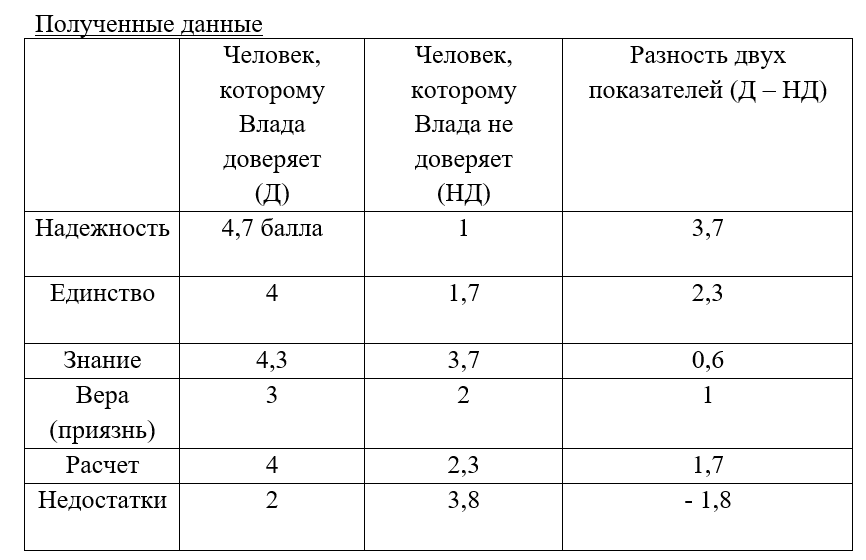 Полученные данные
Человек, которому Влада доверяет (Д)
Человек, которому Влада не доверяет (НД)
Разность двух показателей (Д – НД)
Надежность 4,7 балла 1 3,7
Единство 4 1,7 2,3
Знание 4,3 3,7 0,6
Вера (приязнь) 3 2 1
Расчет 4 2,3 1,7
Недостатки 2 3,8 - 1,8